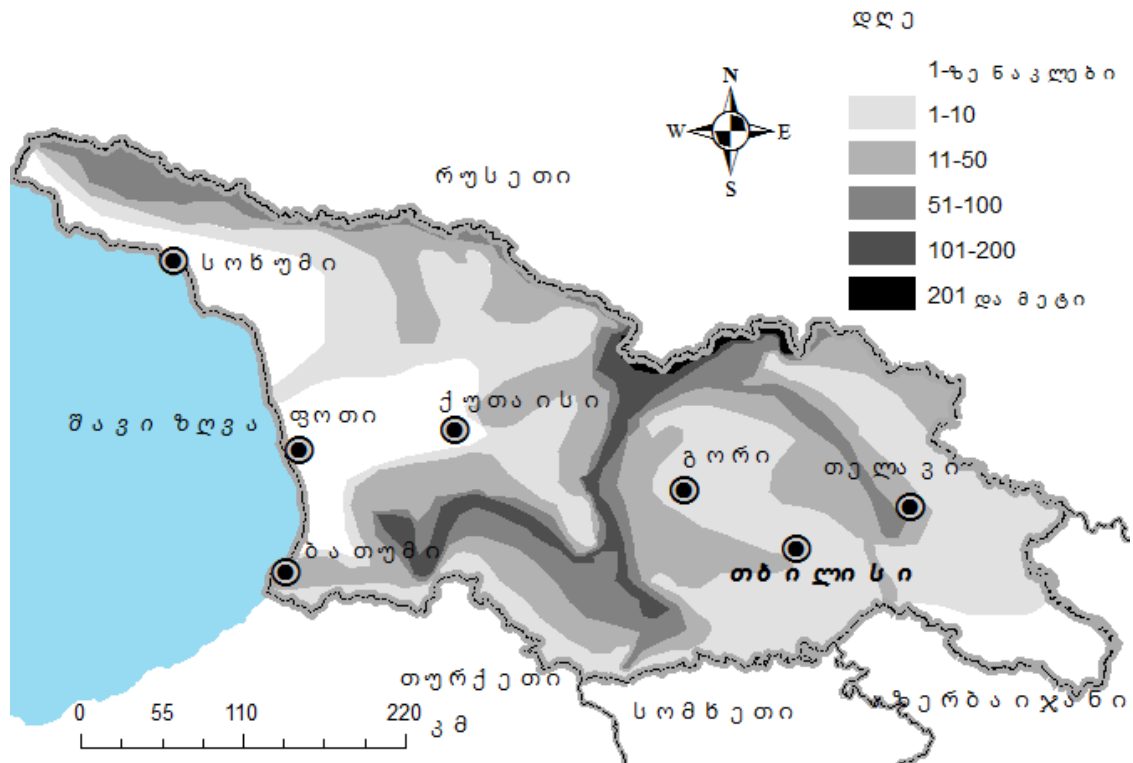 დღე
1-ზე ნაკლები
1-10
11-50
51-100
101-200
201 და მეტი
N
W E
S
რუსეთი
სოხუმი
შავი ზღვა
ფოთი
ქუთაისი
გორი
თელავი
ბათუმი
თბილისი
თურქეთი
სომხეთი
აზერბაიჯანი
0 55 110 220
კმ